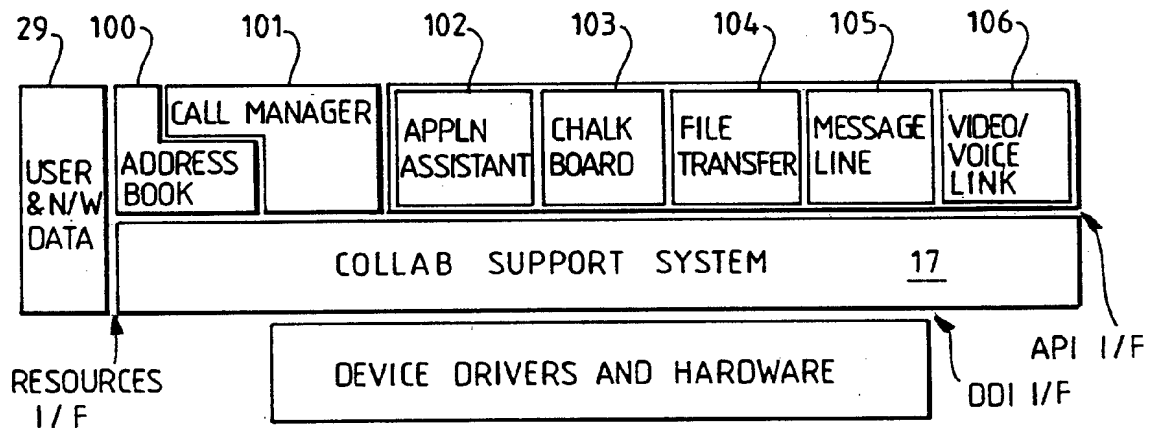 29 100 101 102 103 104 105 106
USER
& N/W
DATA
ADDRESS
BOOK
CALL MANAGER
APPLN
ASSISTANT
CHALK
BOARD
FILE
TRANSFER
MESSAGE
LINE
VIDEO/
VOICE
LINK
COLLAB SUPPORT SYSTEM 17
DEVICE DRIVERS AND HARDWARE
RESOURCES
I/F
DDI I/F
API I/F